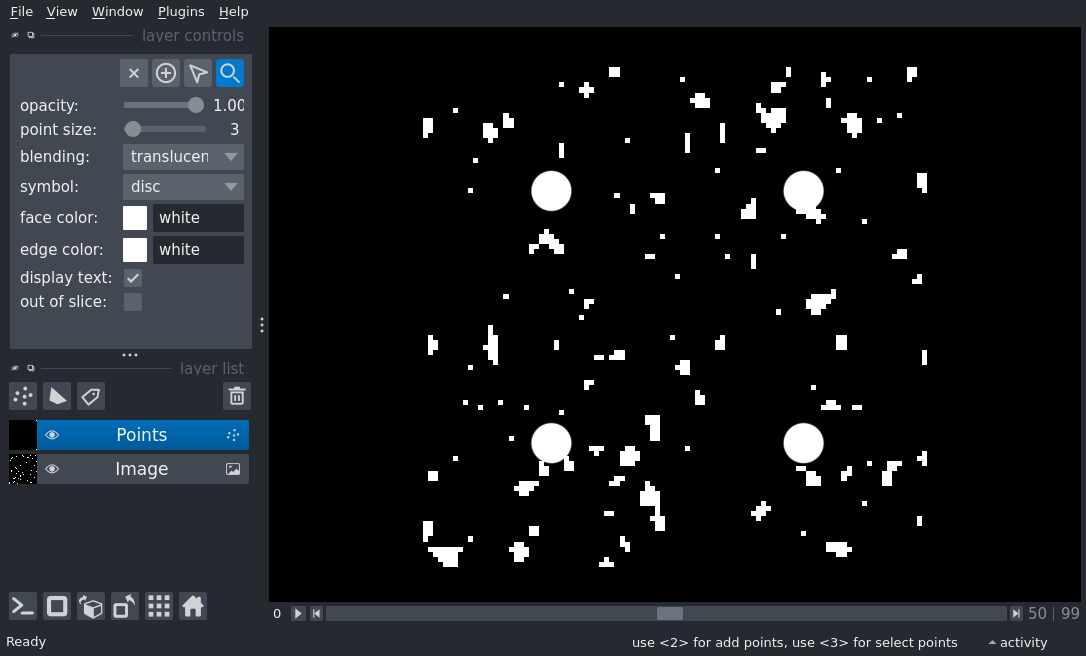 File View Window Plugins Help
layer controls
opacity: 1.00
point size: 3
blending: translucen
symbol: disc
face color: white
edge color: white
display text:
out of slice:
layer list
Points
Image
0 50 | 99
Ready use <2> for add points, use <3> for select points activity